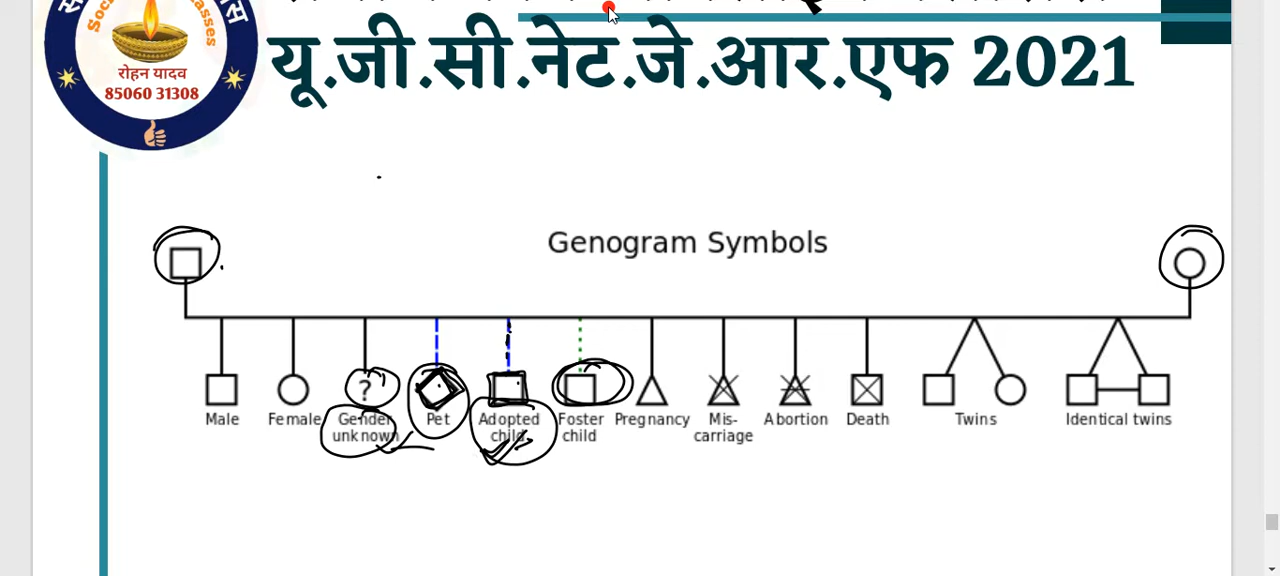 यू.जी.सी.नेट.जे.आर.एफ 2021
रोहन यादव
85060 31308
Genogram Symbols
?
Male
Female
Gender unknown
Pet
Adopted child
Foster child
Pregnancy
Mis-
carriage
Abortion
Death
Twins
Identical twins